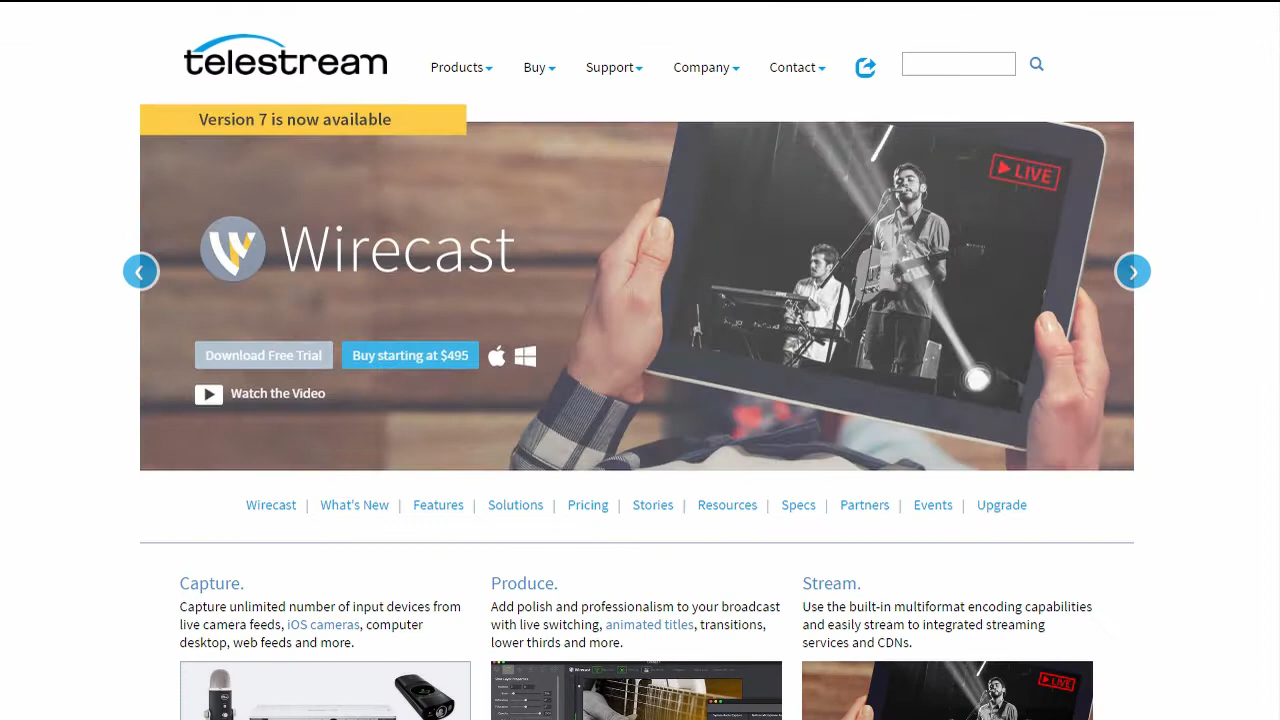 telestream
Products
Buy
Support
Company
Contact
Version 7 is now available
LIVE
Wirecast
Download Free Trial
Buy starting at $495
Watch the Video
Wirecast | What's New | Features | Solutions | Pricing | Stories | Resources | Specs | Partners | Events | Upgrade
Capture.
Capture unlimited number of input devices from
live camera feeds, iOS cameras, computer
desktop, web feeds and more.
Produce.
Add polish and professionalism to your broadcast
with live switching, animated titles, transitions,
lower thirds and more.
Stream.
Use the built-in multiformat encoding capabilities
and easily stream to integrated streaming
services and CDNs.
LIVE